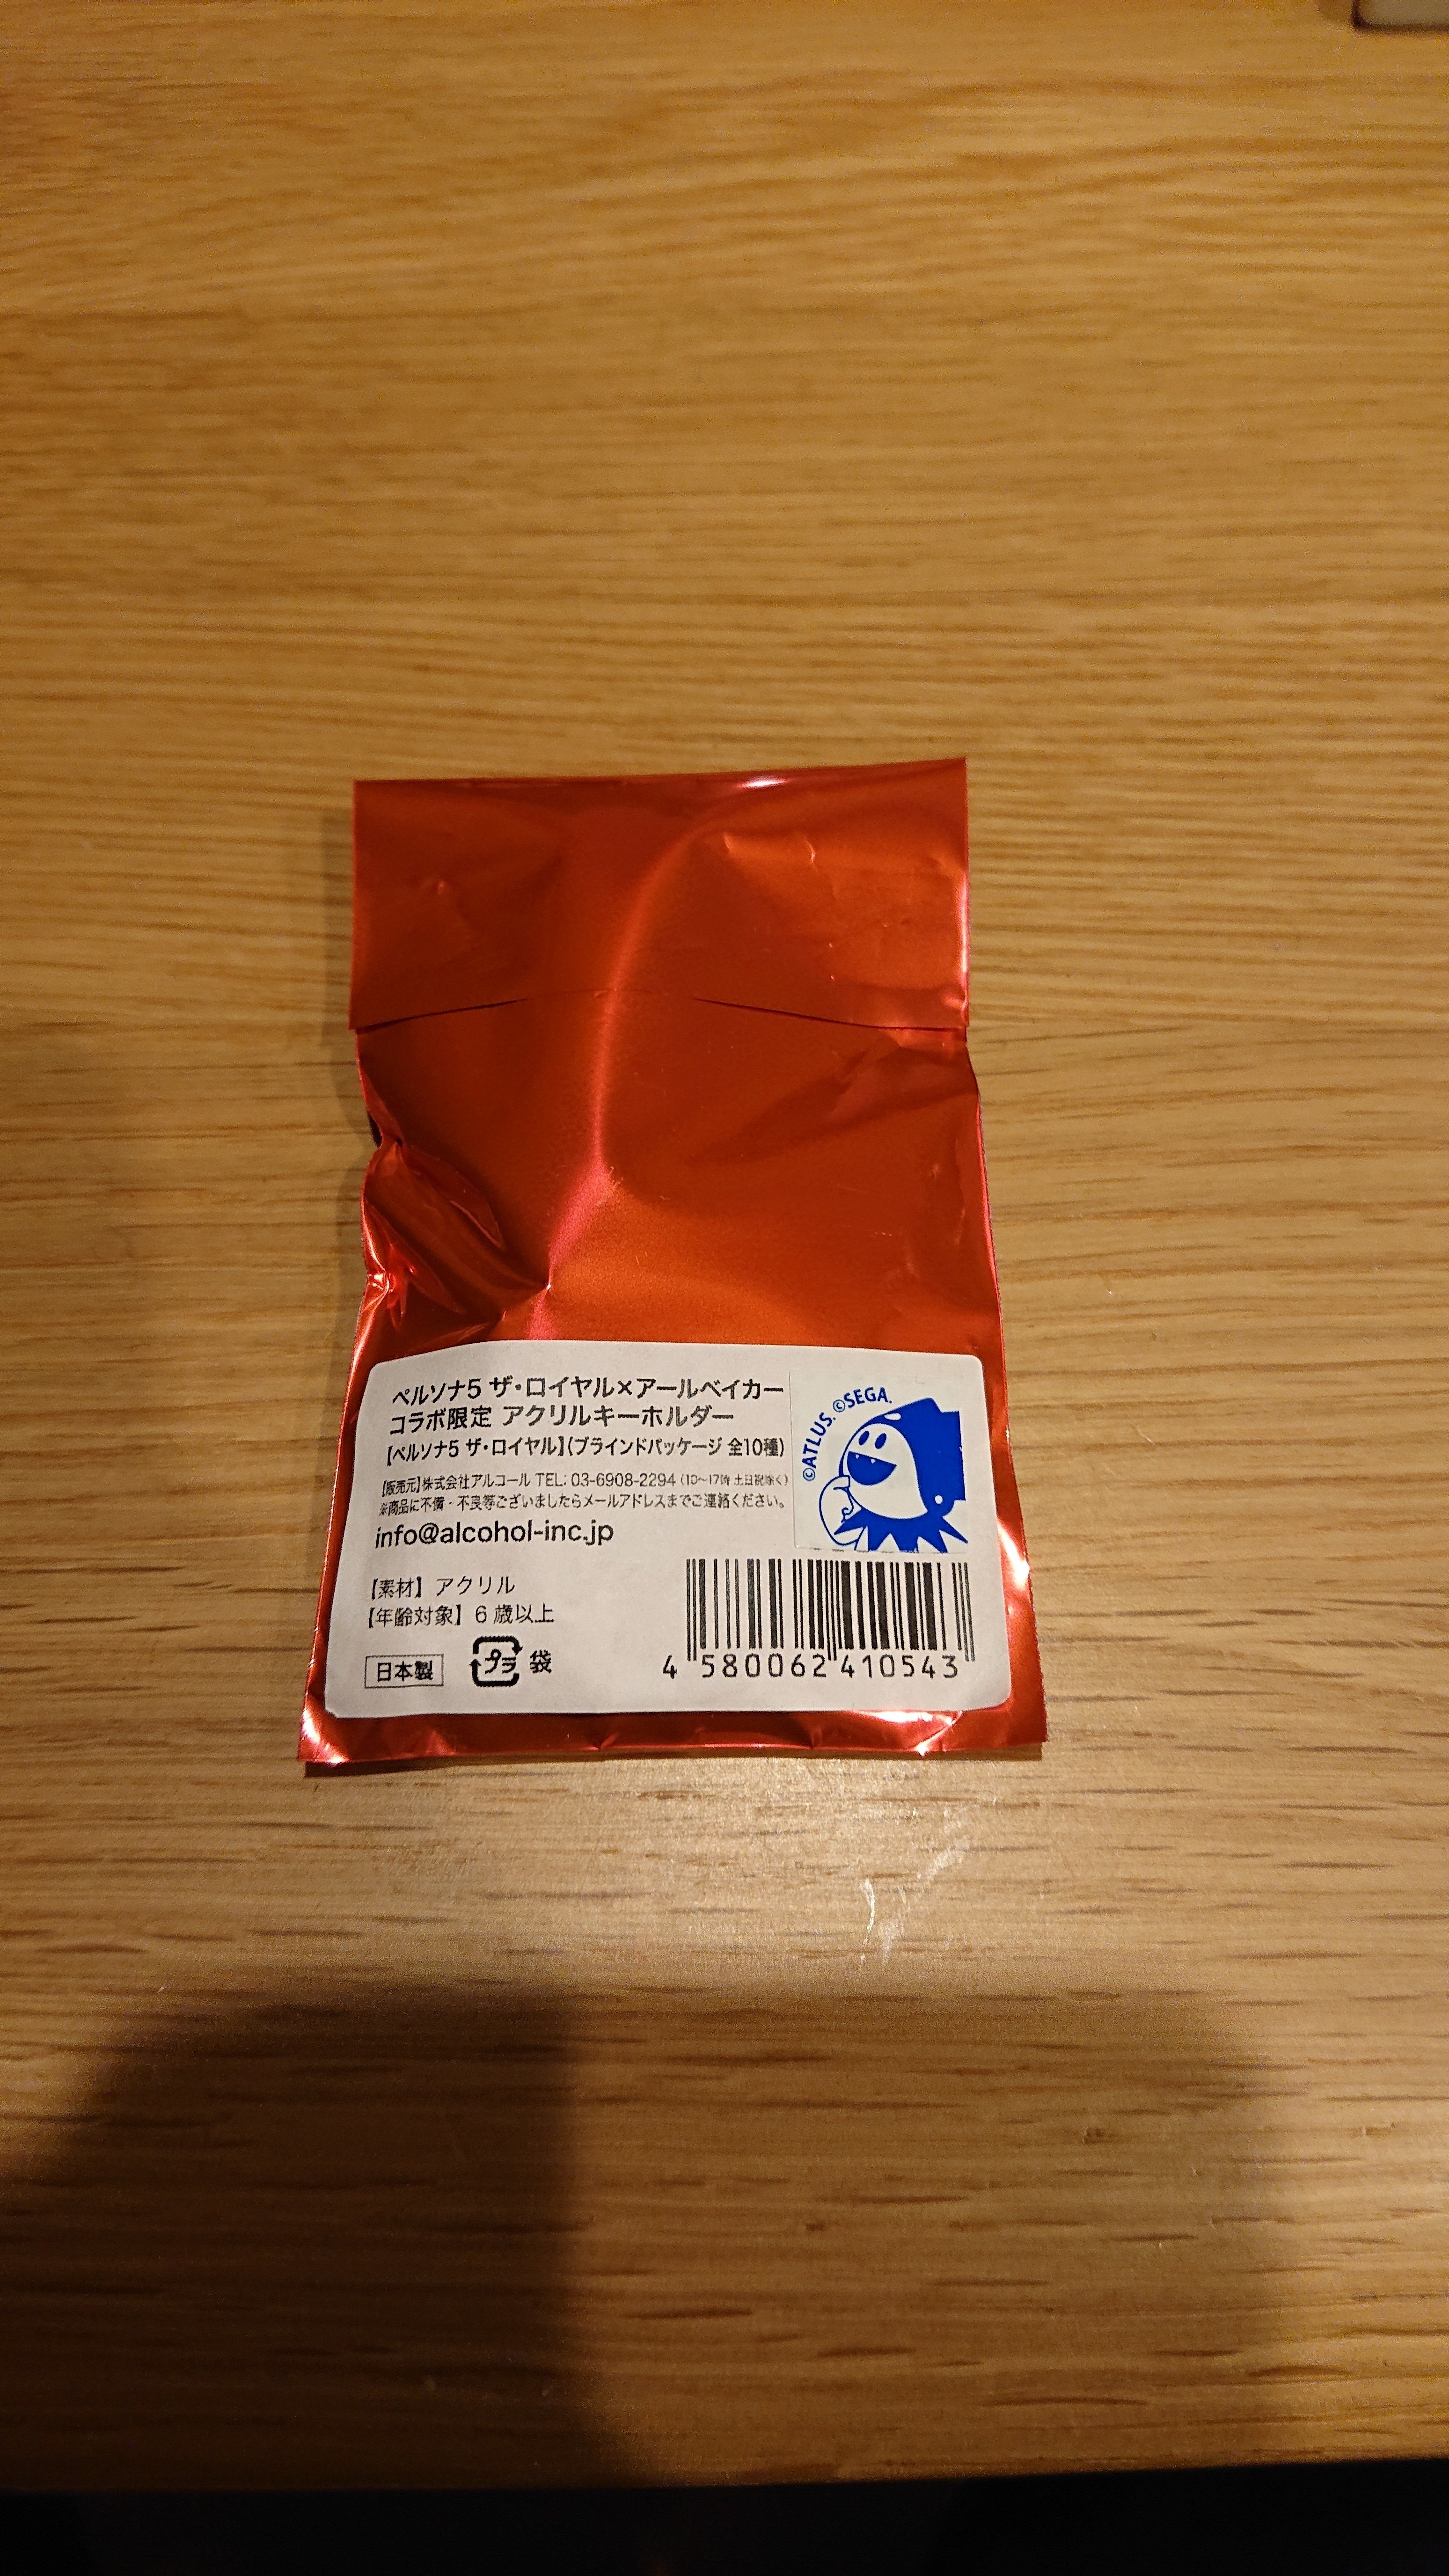 ペルソナ5 ザ・ロイヤル×アールベイカー
コラボ限定 アクリルキーホルダー
【ペルソナ5 ザ・ロイヤル】(ブラインドパッケージ 全10種)
【販売元】株式会社アルコール TEL: 03-6908-2294 (10~17時 土日祝除く)
※商品に不備・不良等ございましたらメールアドレスまでご連絡ください。
info@alcohol-inc.jp
©ATLUS. ©SEGA.
【素材】アクリル
【年齢対象】6歳以上
日本製
プラ 袋
4 580062 410543